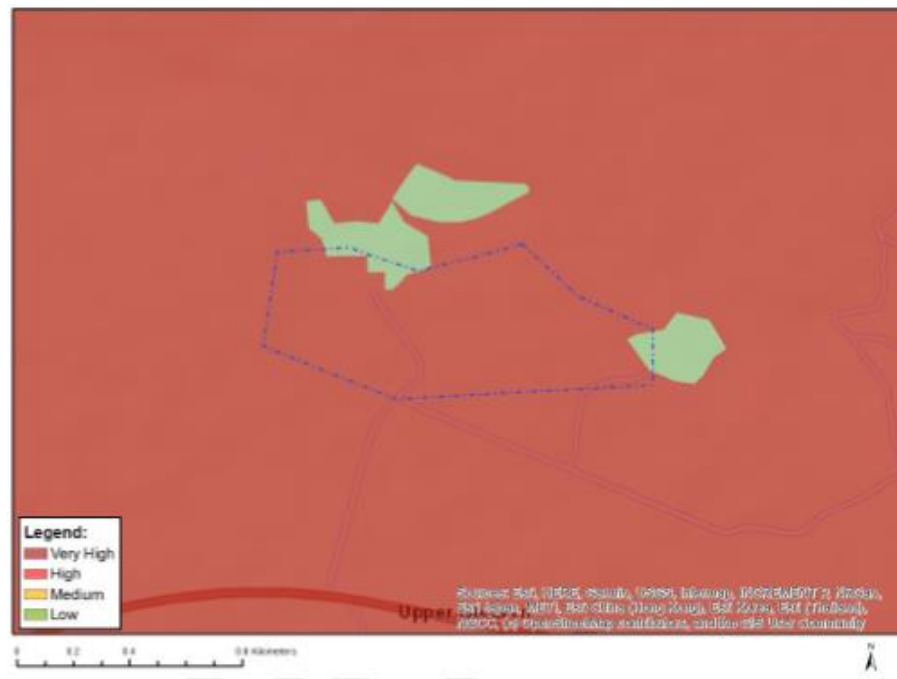 Legend:
Very High
High
Medium
Low
Upper
Sources: Esri, HERE, Garmin, USGS, Intermap, INCREMENT P, NRCan,
Esri Japan, METI, Esri China (Hong Kong), Esri Korea, Esri (Thailand),
NGCC, (c) OpenStreetMap contributors, and the GIS User Community
0 0.2 0.4 0.8 Kilometers
N